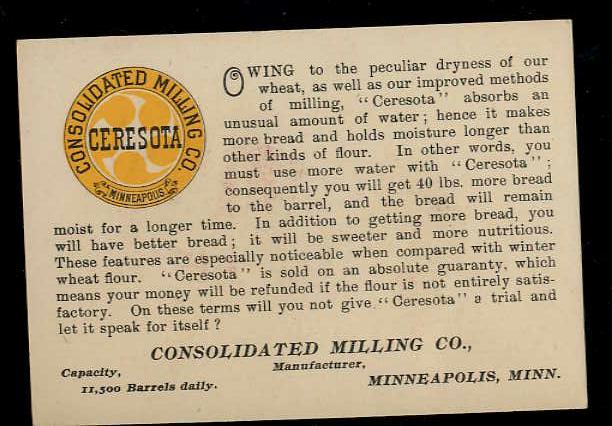 CONSOLIDATED MILLING CO.
CERESOTA
MINNEAPOLIS
OWING to the peculiar dryness of our
wheat, as well as our improved methods
of milling, "Ceresota" absorbs an
unusual amount of water; hence it makes
more bread and holds moisture longer than
other kinds of flour. In other words, you
must use more water with "Ceresota";
consequently you will get 40 lbs. more bread
to the barrel, and the bread will remain
moist for a longer time. In addition to getting more bread, you
will have better bread; it will be sweeter and more nutritious.
These features are especially noticeable when compared with winter
wheat flour. "Ceresota" is sold on an absolute guaranty, which
means your money will be refunded if the flour is not entirely satis-
factory. On these terms will you not give "Ceresota" a trial and
let it speak for itself?
CONSOLIDATED MILLING CO.,
Capacity, Manufacturer,
11,500 Barrels daily. MINNEAPOLIS, MINN.